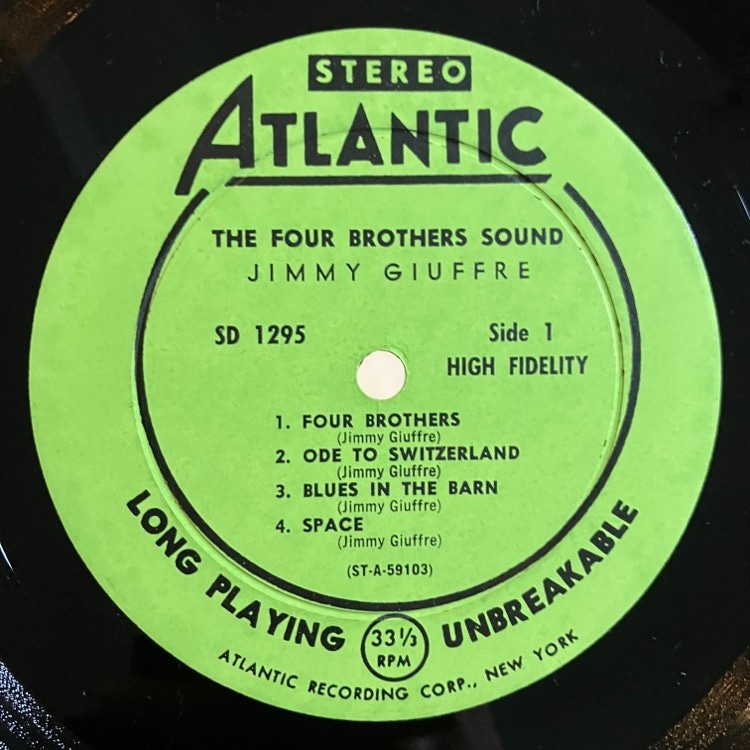 STEREO
ATLANTIC
THE FOUR BROTHERS SOUND
JIMMY GIUFFRE
SD 1295
Side 1
HIGH FIDELITY
1. FOUR BROTHERS
(Jimmy Giuffre)
2. ODE TO SWITZERLAND
(Jimmy Giuffre)
3. BLUES IN THE BARN
(Jimmy Giuffre)
4. SPACE
(Jimmy Giuffre)
(ST-A-59103)
LONG PLAYING
33 1/3
RPM
UNBREAKABLE
ATLANTIC RECORDING CORP., NEW YORK